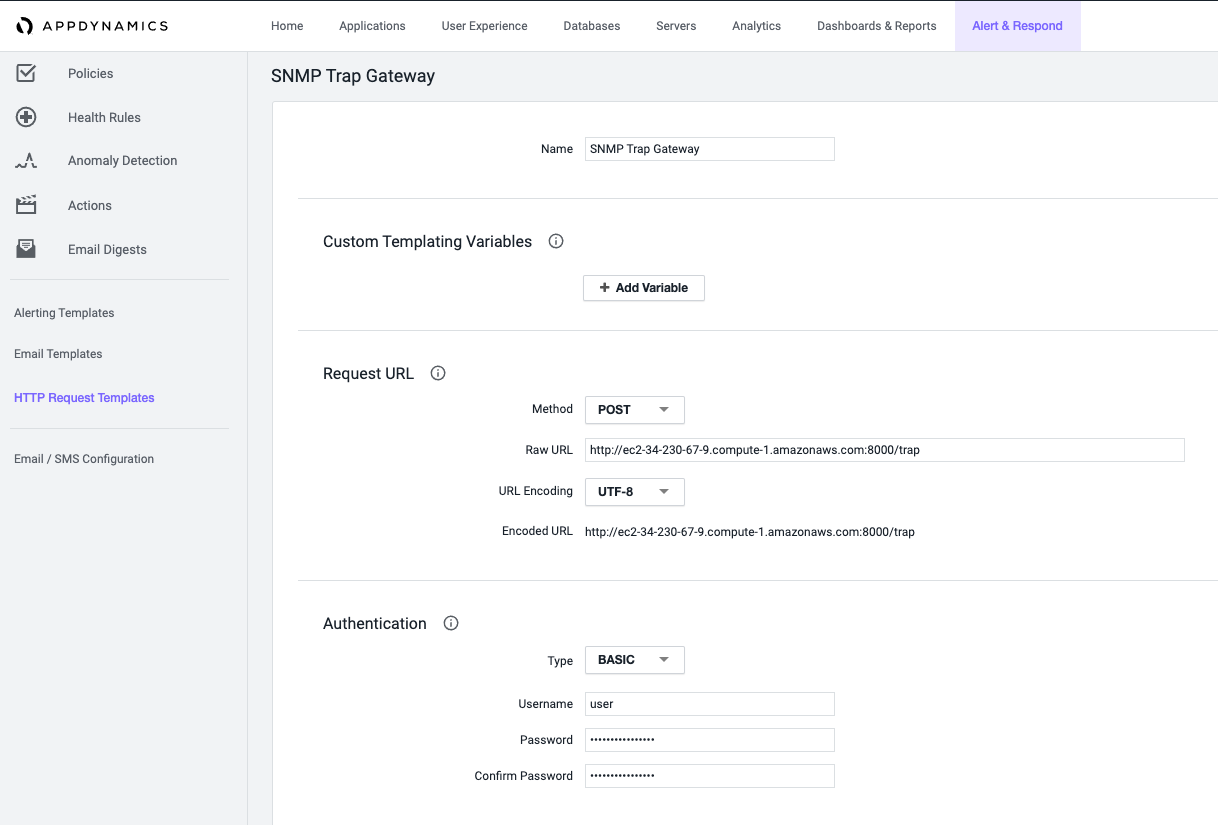 APPDYNAMICS
Home Applications User Experience Databases Servers Analytics Dashboards & Reports Alert & Respond
Policies
Health Rules
Anomaly Detection
Actions
Email Digests
Alerting Templates
Email Templates
HTTP Request Templates
Email / SMS Configuration
SNMP Trap Gateway
Name SNMP Trap Gateway
Custom Templating Variables
+ Add Variable
Request URL
Method POST
Raw URL http://ec2-34-230-67-9.compute-1.amazonaws.com:8000/trap
URL Encoding UTF-8
Encoded URL http://ec2-34-230-67-9.compute-1.amazonaws.com:8000/trap
Authentication
Type BASIC
Username user
Password ••••••••••••••••
Confirm Password ••••••••••••••••